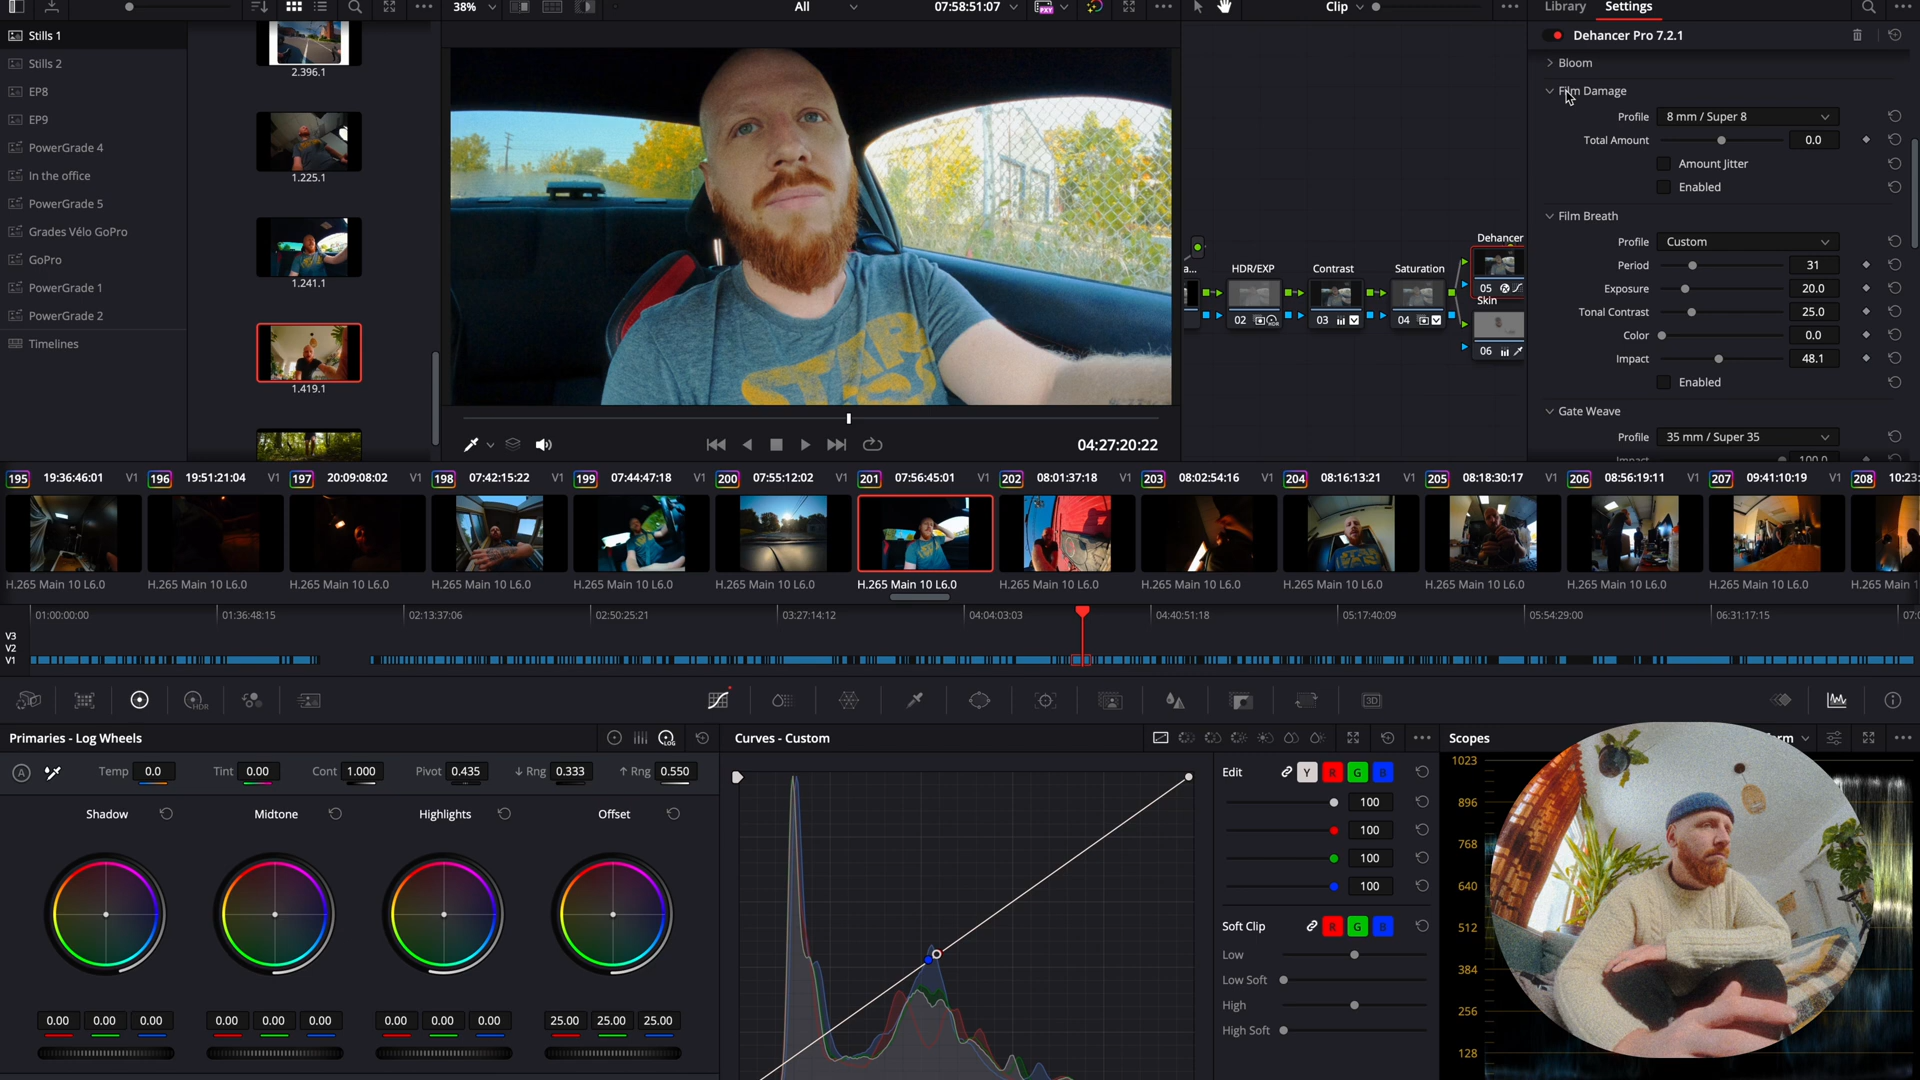 38%
All
07:58:51:07
Clip
Library
Settings
Stills 1
Stills 2
EP8
EP9
PowerGrade 4
In the office
PowerGrade 5
Grades Vélo GoPro
GoPro
PowerGrade 1
PowerGrade 2
Timelines
2.396.1
1.225.1
1.241.1
1.419.1
04:27:20:22
HDR/EXP
Contrast
Saturation
Dehancer
Skin
02
03
04
05
06
Dehancer Pro 7.2.1
Bloom
Film Damage
Profile 8 mm / Super 8
Total Amount 0.0
Amount Jitter
Enabled
Film Breath
Profile Custom
Period 31
Exposure 20.0
Tonal Contrast 25.0
Color 0.0
Impact 48.1
Enabled
Gate Weave
Profile 35 mm / Super 35
Impact 100.0
195 19:36:46:01 V1
196 19:51:21:04 V1
197 20:09:08:02 V1
198 07:42:15:22 V1
199 07:44:47:18 V1
200 07:55:12:02 V1
201 07:56:45:01 V1
202 08:01:37:18 V1
203 08:02:54:16 V1
204 08:16:13:21 V1
205 08:18:30:17 V1
206 08:56:19:11 V1
207 09:41:10:19 V1
208 10:23:
H.265 Main 10 L6.0
H.265 Main 10 L6.0
H.265 Main 10 L6.0
H.265 Main 10 L6.0
H.265 Main 10 L6.0
H.265 Main 10 L6.0
H.265 Main 10 L6.0
H.265 Main 10 L6.0
H.265 Main 10 L6.0
H.265 Main 10 L6.0
H.265 Main 10 L6.0
H.265 Main 10 L6.0
H.265 Main 10 L6.0
H.265 Main
01:00:00:00
01:36:48:15
02:13:37:06
02:50:25:21
03:27:14:12
04:04:03:03
04:40:51:18
05:17:40:09
05:54:29:00
06:31:17:15
V3
V2
V1
Primaries - Log Wheels
Temp 0.0
Tint 0.00
Cont 1.000
Pivot 0.435
↓ Rng 0.333
↑ Rng 0.550
Shadow
Midtone
Highlights
Offset
0.00 0.00 0.00
0.00 0.00 0.00
0.00 0.00 0.00
25.00 25.00 25.00
Curves - Custom
Edit Y R G B
100
100
100
100
Soft Clip R G B
Low
Low Soft
High
High Soft
Scopes
1023
896
768
640
512
384
256
128